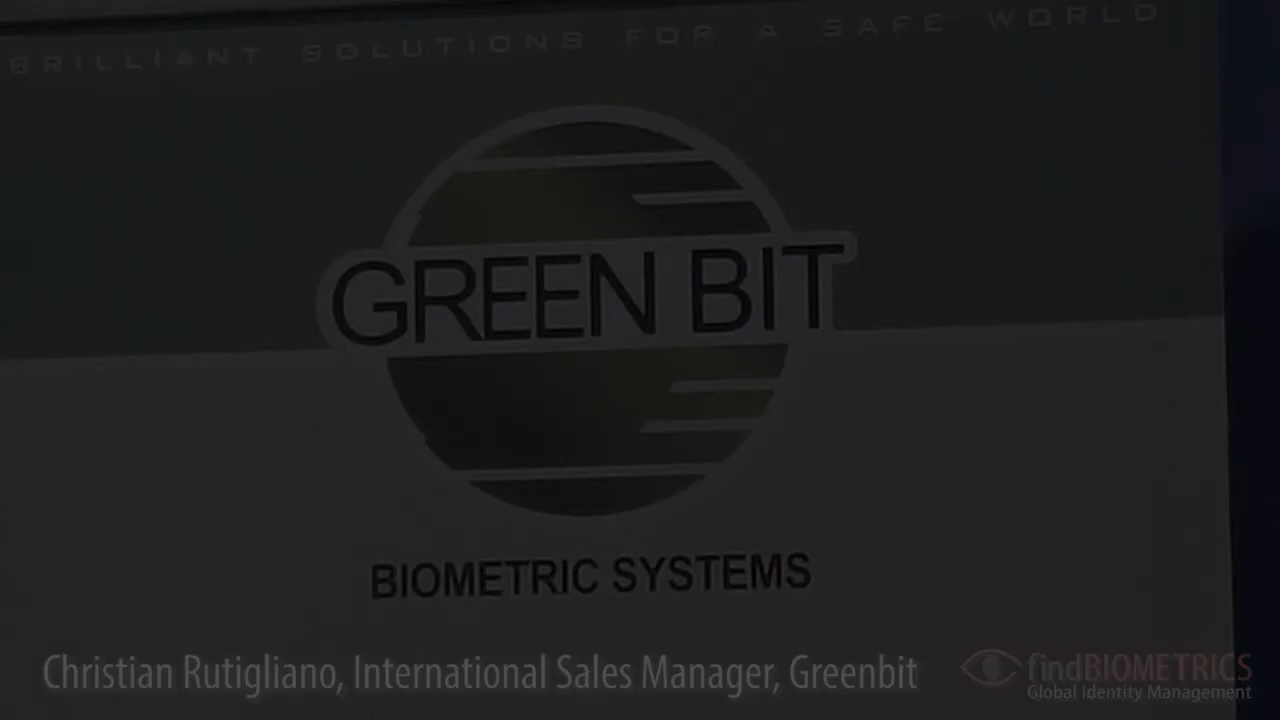 BRILLIANT SOLUTIONS FOR A SAFE WORLD
GREEN BIT
BIOMETRIC SYSTEMS
Christian Rutigliano, International Sales Manager, Greenbit
findBIOMETRICS
Global Identity Management